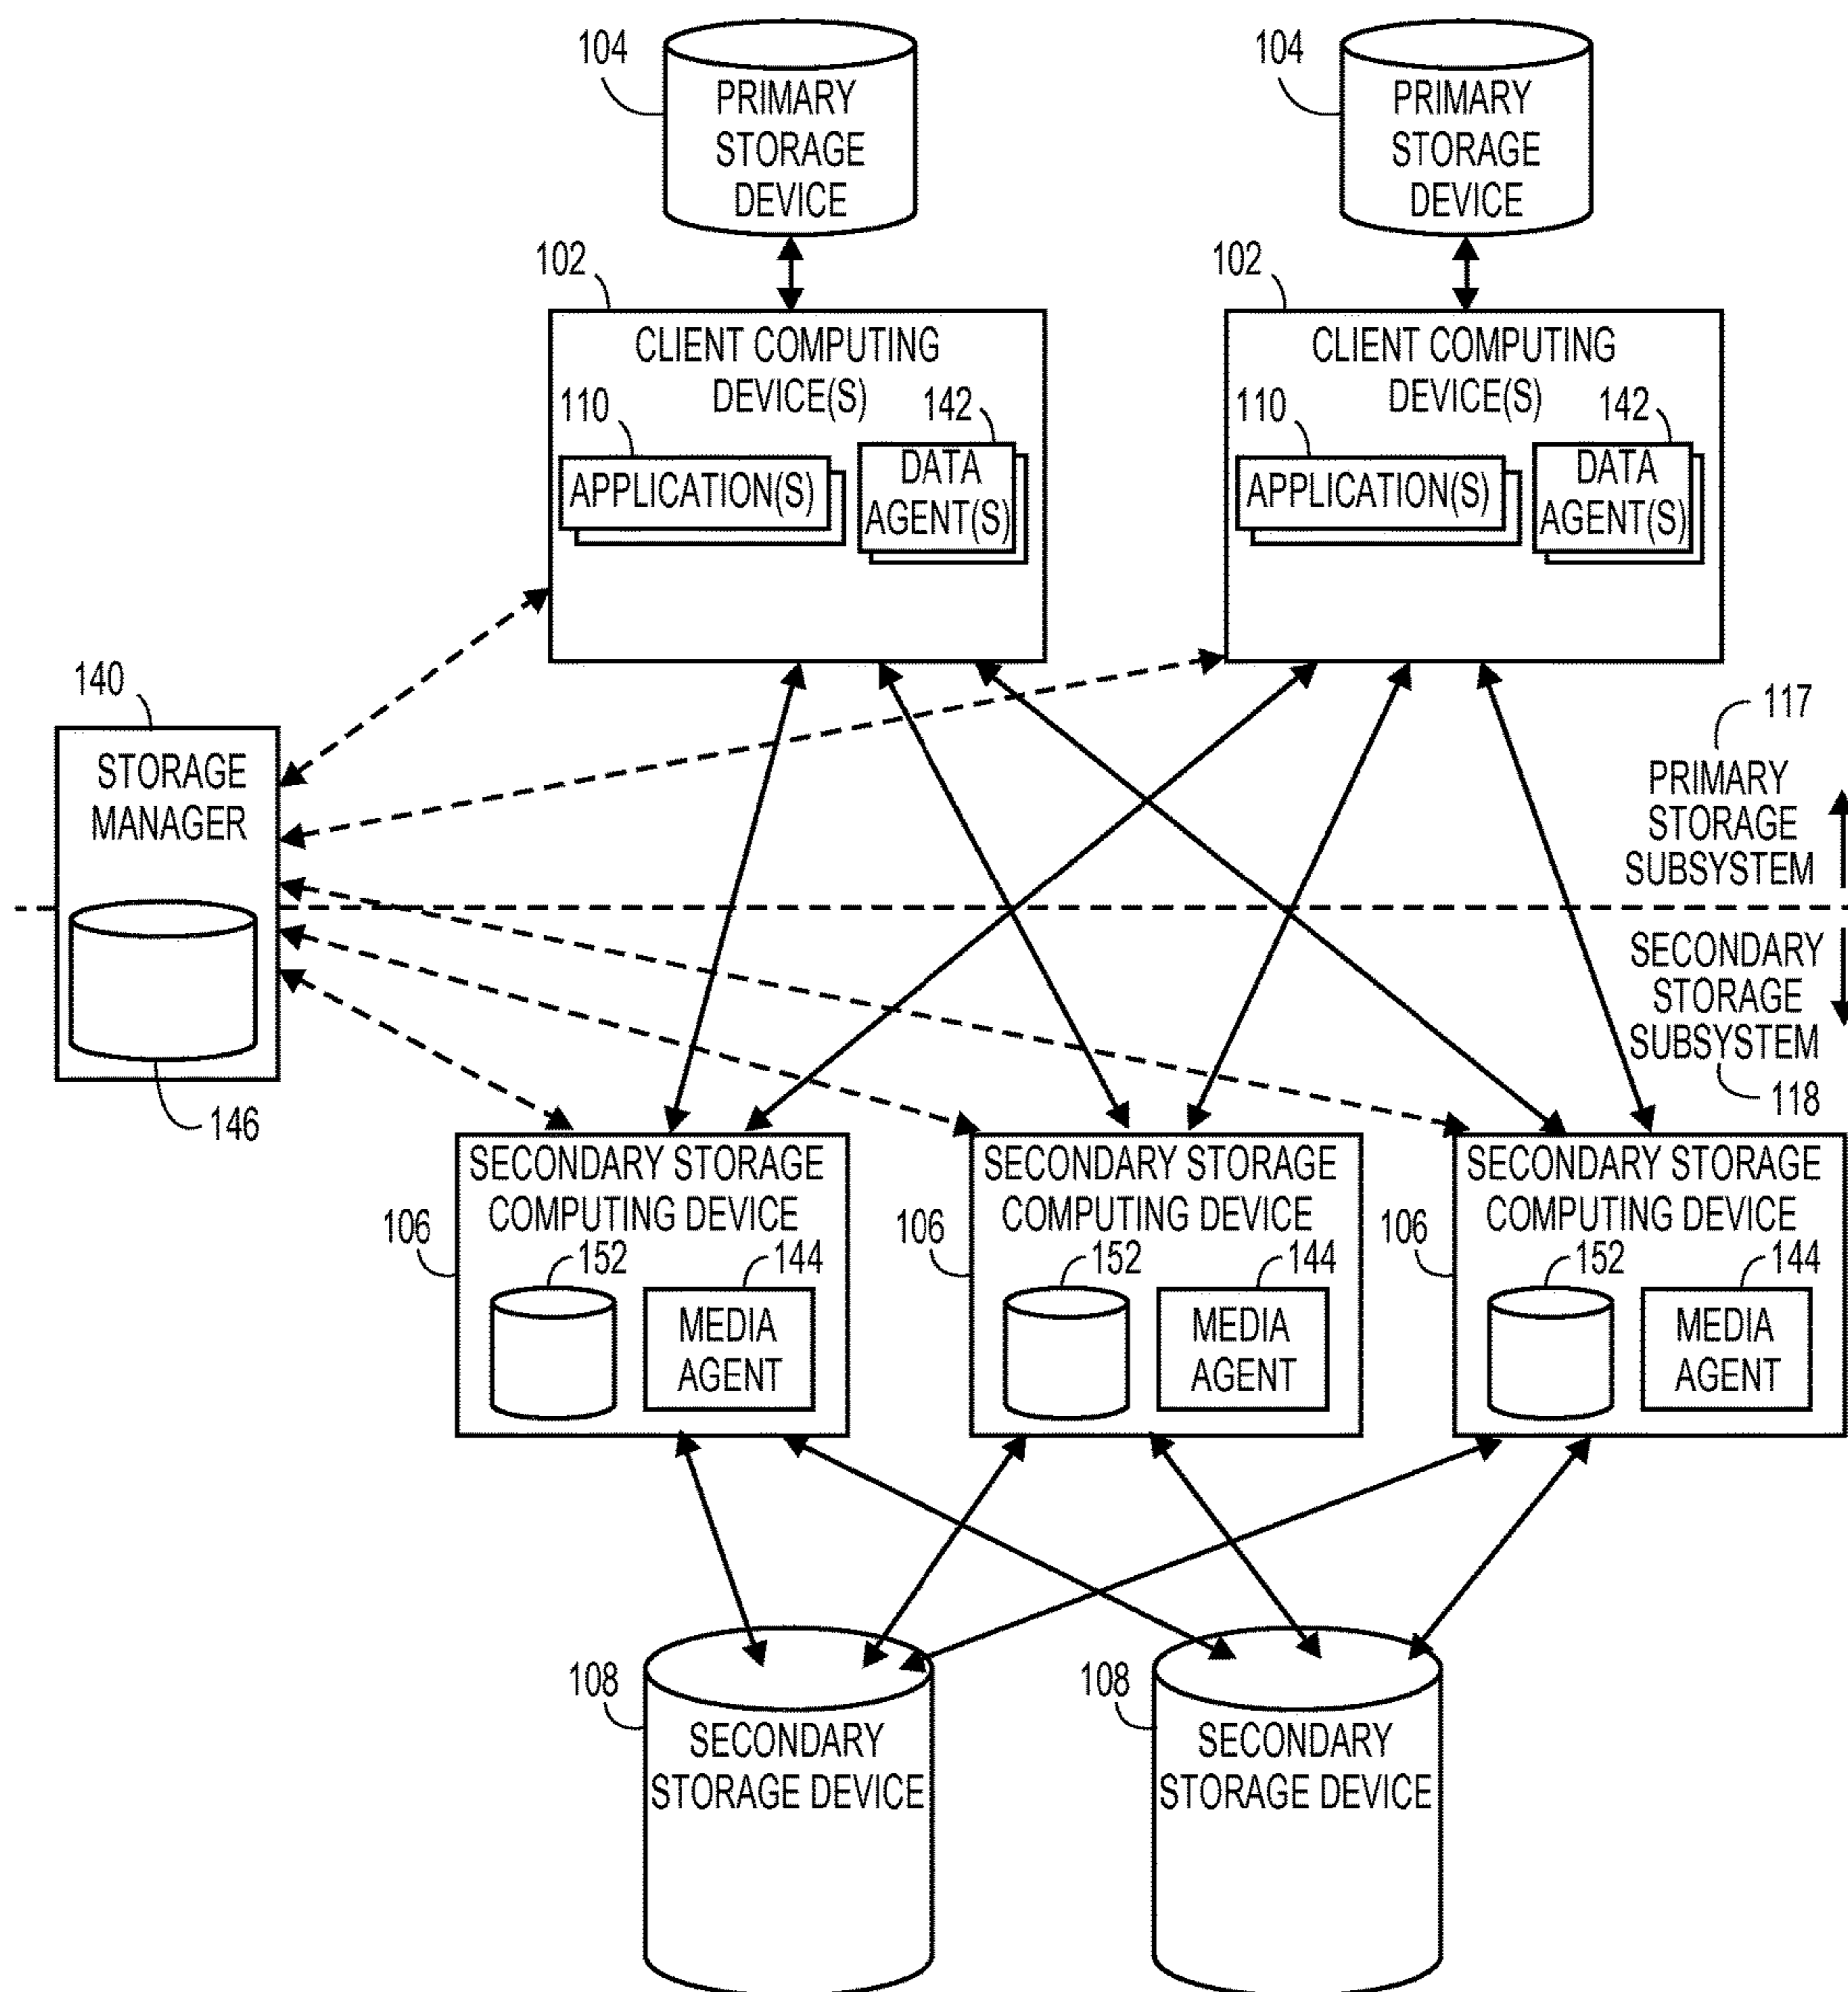 104
PRIMARY
STORAGE
DEVICE
104
PRIMARY
STORAGE
DEVICE
102
CLIENT COMPUTING
DEVICE(S)
110
142
APPLICATION(S)
DATA
AGENT(S)
102
CLIENT COMPUTING
DEVICE(S)
110
142
APPLICATION(S)
DATA
AGENT(S)
140
STORAGE
MANAGER
146
117
PRIMARY
STORAGE
SUBSYSTEM
SECONDARY
STORAGE
SUBSYSTEM
118
SECONDARY STORAGE
COMPUTING DEVICE
106
152
144
MEDIA
AGENT
SECONDARY STORAGE
COMPUTING DEVICE
106
152
144
MEDIA
AGENT
SECONDARY STORAGE
COMPUTING DEVICE
106
152
144
MEDIA
AGENT
108
SECONDARY
STORAGE DEVICE
108
SECONDARY
STORAGE DEVICE